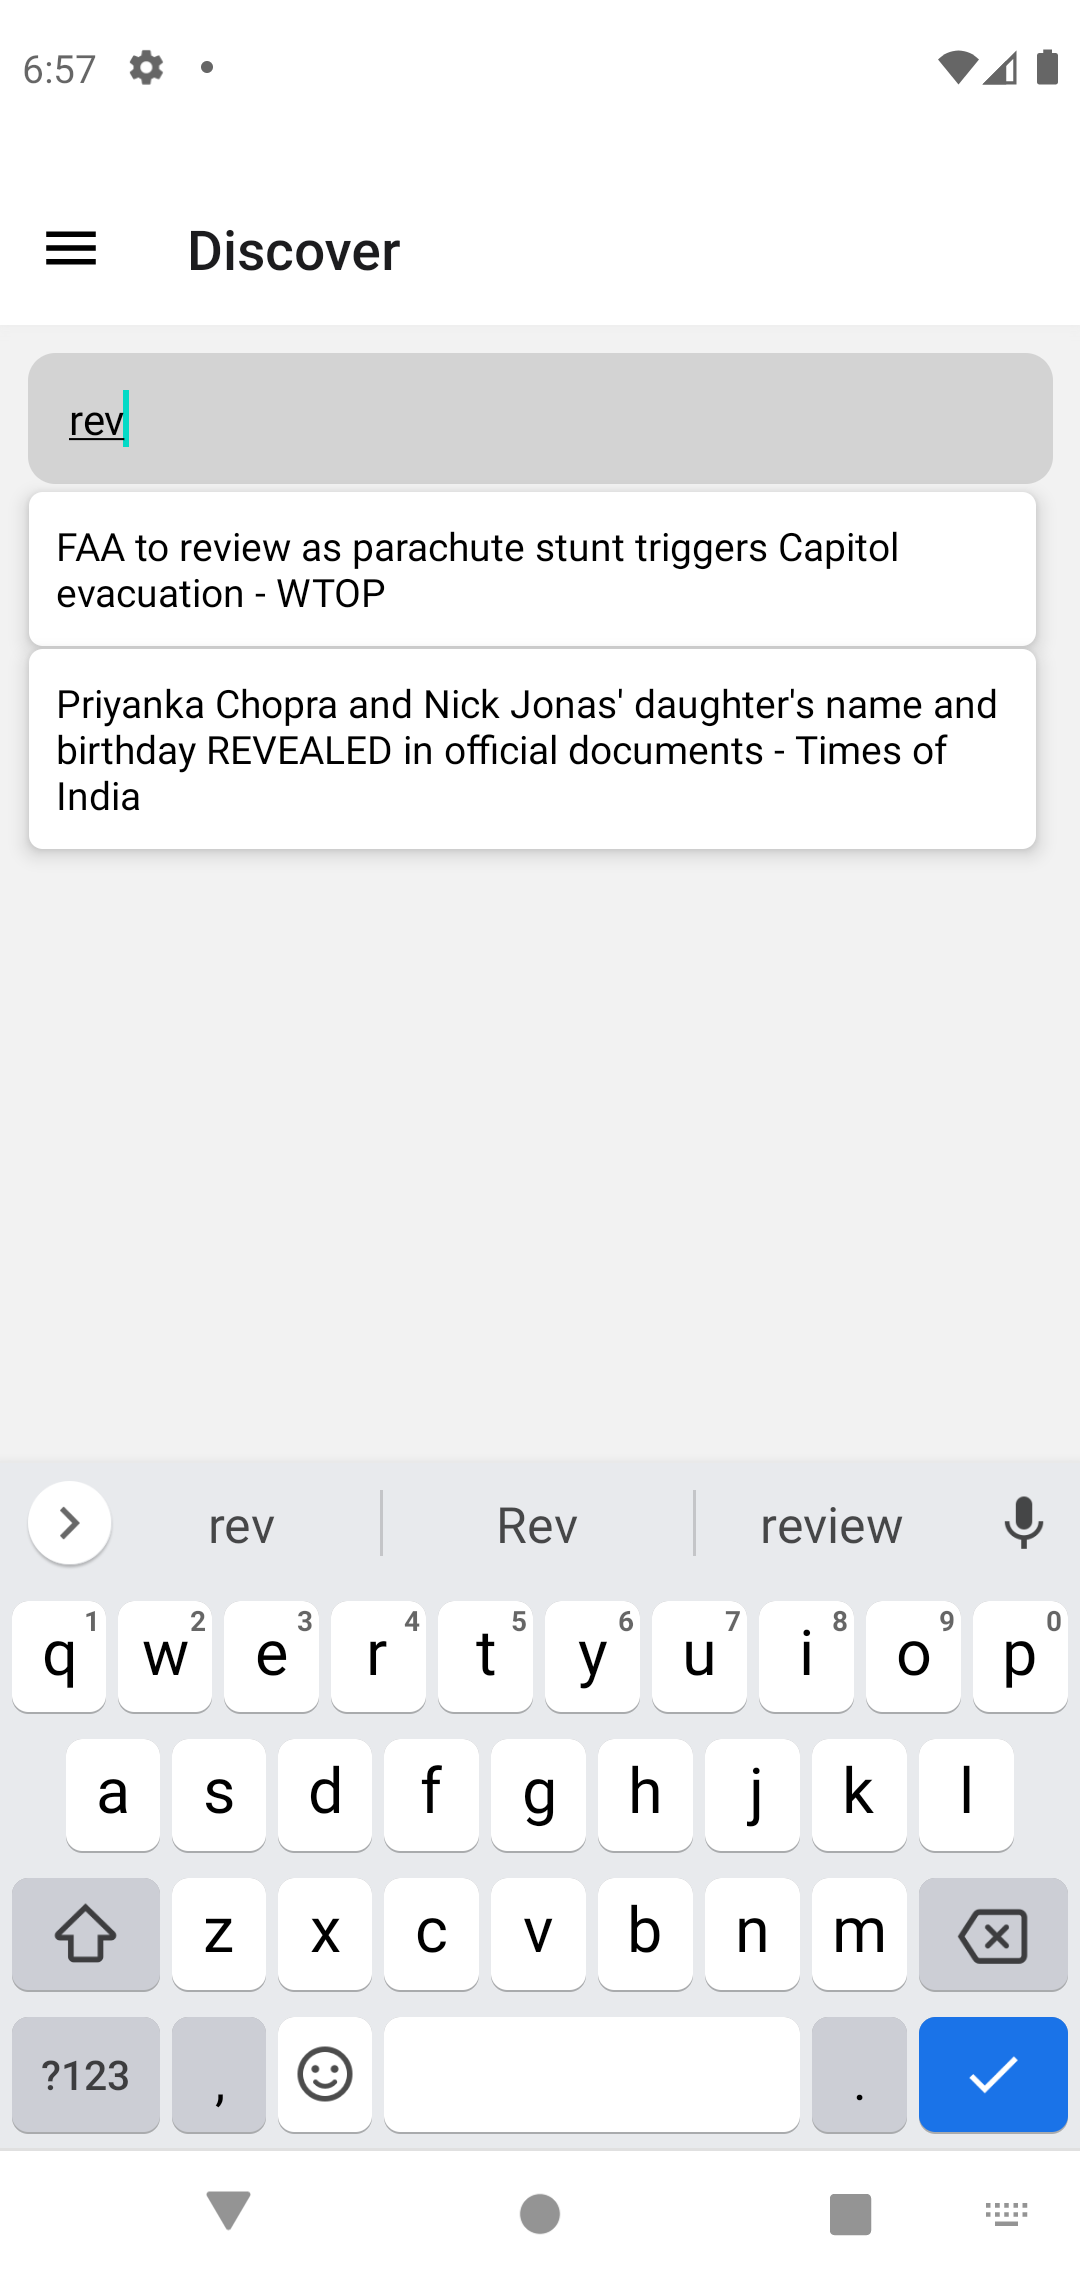 6:57
Discover
rev
FAA to review as parachute stunt triggers Capitol
evacuation - WTOP
Priyanka Chopra and Nick Jonas' daughter's name and
birthday REVEALED in official documents - Times of
India
rev Rev review
1 2 3 4 5 6 7 8 9 0
q w e r t y u i o p
a s d f g h j k l
z x c v b n m
?123 , .